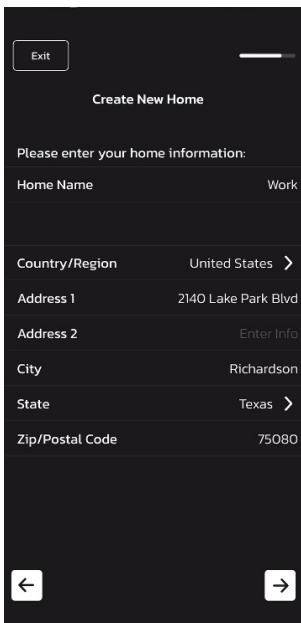 Exit
Create New Home
Please enter your home information:
Home Name Work
Country/Region United States
Address 1 2140 Lake Park Blvd
Address 2 Enter Info
City Richardson
State Texas
Zip/Postal Code 75080